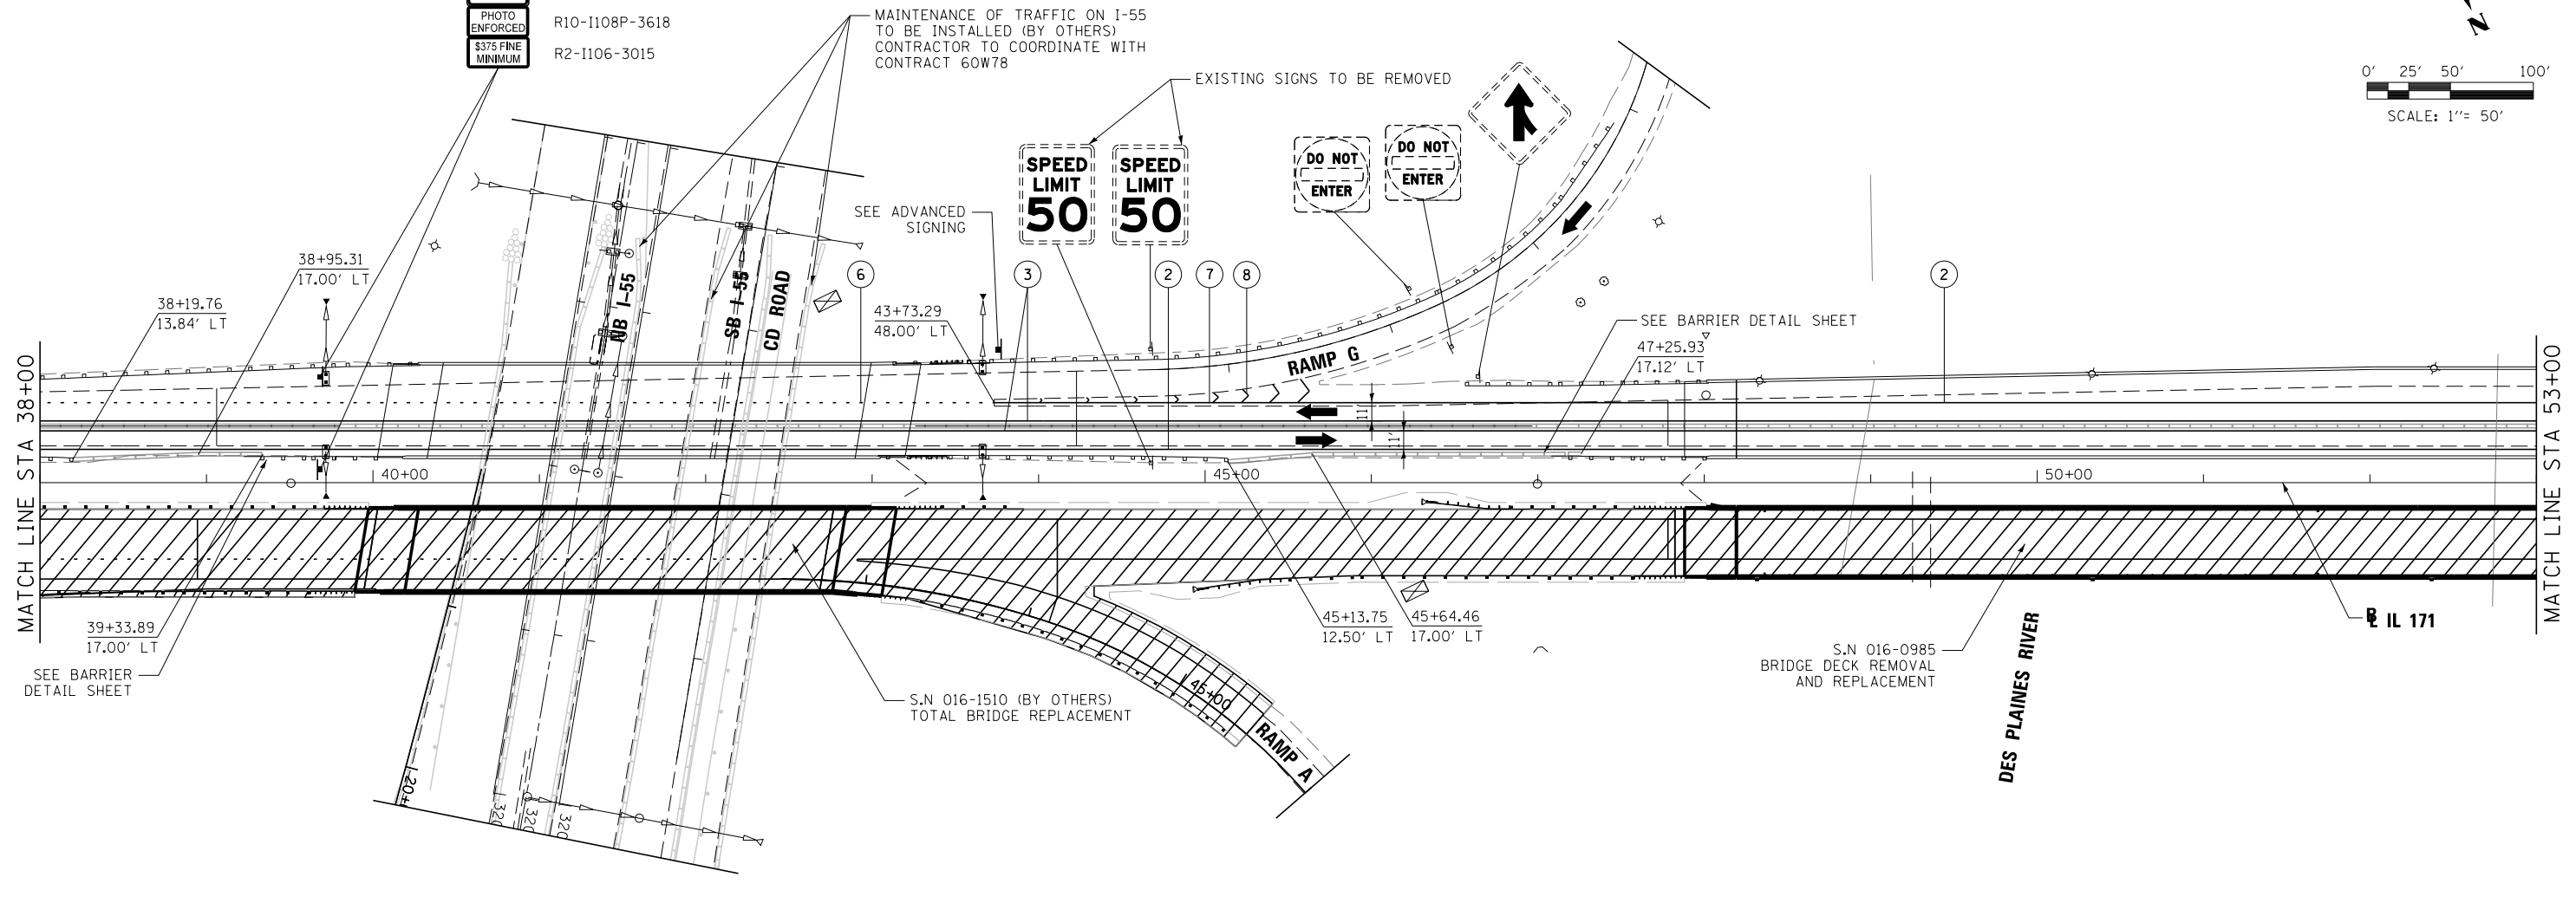 PHOTO
ENFORCED
R10-I108P-3618
$375 FINE
MINIMUM
R2-I106-3015
MAINTENANCE OF TRAFFIC ON I-55
TO BE INSTALLED (BY OTHERS)
CONTRACTOR TO COORDINATE WITH
CONTRACT 60W78
EXISTING SIGNS TO BE REMOVED
N
0' 25' 50' 100'
SCALE: 1''= 50'
SPEED
LIMIT
50
SPEED
LIMIT
50
DO NOT
ENTER
DO NOT
ENTER
SEE ADVANCED
SIGNING
38+95.31
17.00' LT
38+19.76
13.84' LT
NB I-55
SB I-55
CD ROAD
6
3
2
7
8
2
43+73.29
48.00' LT
SEE BARRIER DETAIL SHEET
47+25.93
17.12' LT
RAMP G
11'
11'
MATCH LINE STA 38+00
MATCH LINE STA 53+00
40+00
45+00
50+00
39+33.89
17.00' LT
SEE BARRIER
DETAIL SHEET
45+13.75
12.50' LT
45+64.46
17.00' LT
S.N 016-1510 (BY OTHERS)
TOTAL BRIDGE REPLACEMENT
45+00
RAMP A
S.N 016-0985
BRIDGE DECK REMOVAL
AND REPLACEMENT
DES PLAINES RIVER
IL 171
320
320
320